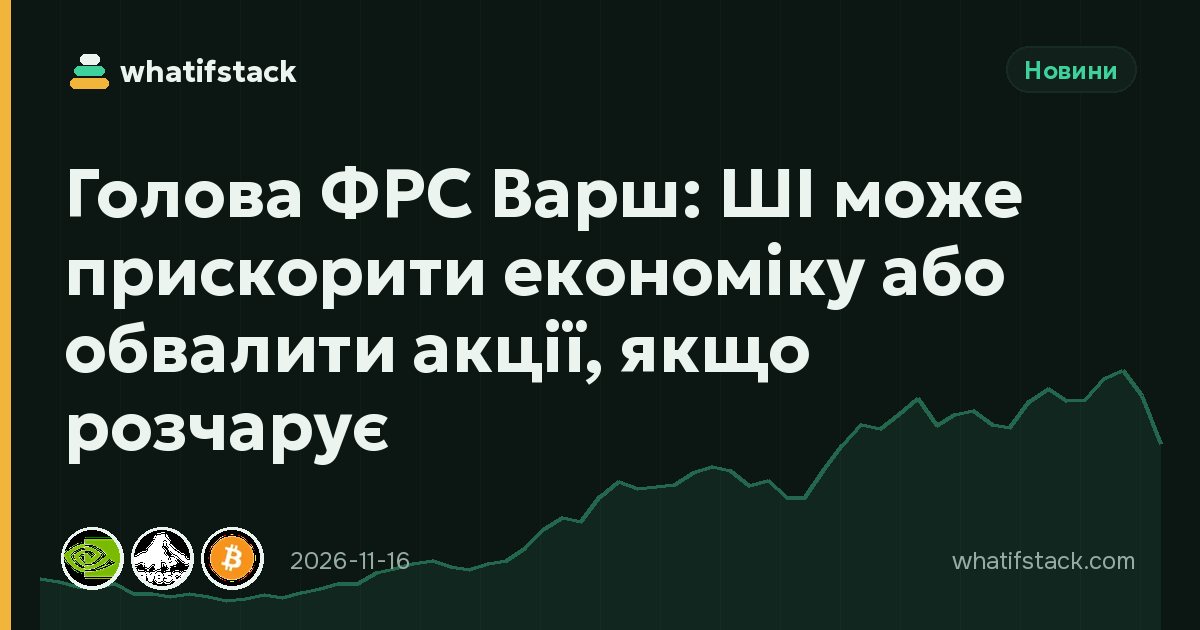 whatifstack
Новини
Голова ФРС Варш: ШІ може
прискорити економіку або
обвалити акції, якщо
розчарує
2026-11-16
whatifstack.com